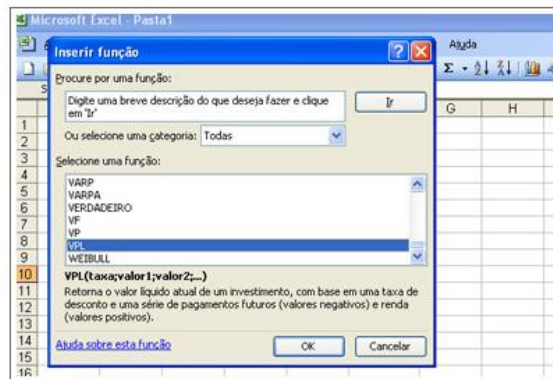 Microsoft Excel - Pasta1
Ajuda
Inserir função
Procure por uma função:
Digite uma breve descrição do que deseja fazer e clique
em 'Ir'
Ir
Ou selecione uma categoria: Todas
Selecione uma função:
VARP
VARPA
VERDADEIRO
VF
VP
VPL
WEIBULL
VPL(taxa;valor1;valor2;...)
Retorna o valor líquido atual de um investimento, com base em uma taxa de
desconto e uma série de pagamentos futuros (valores negativos) e renda
(valores positivos).
Ajuda sobre esta função
OK
Cancelar
G
H
1
2
3
4
5
6
7
8
9
10
11
12
13
14
15
16